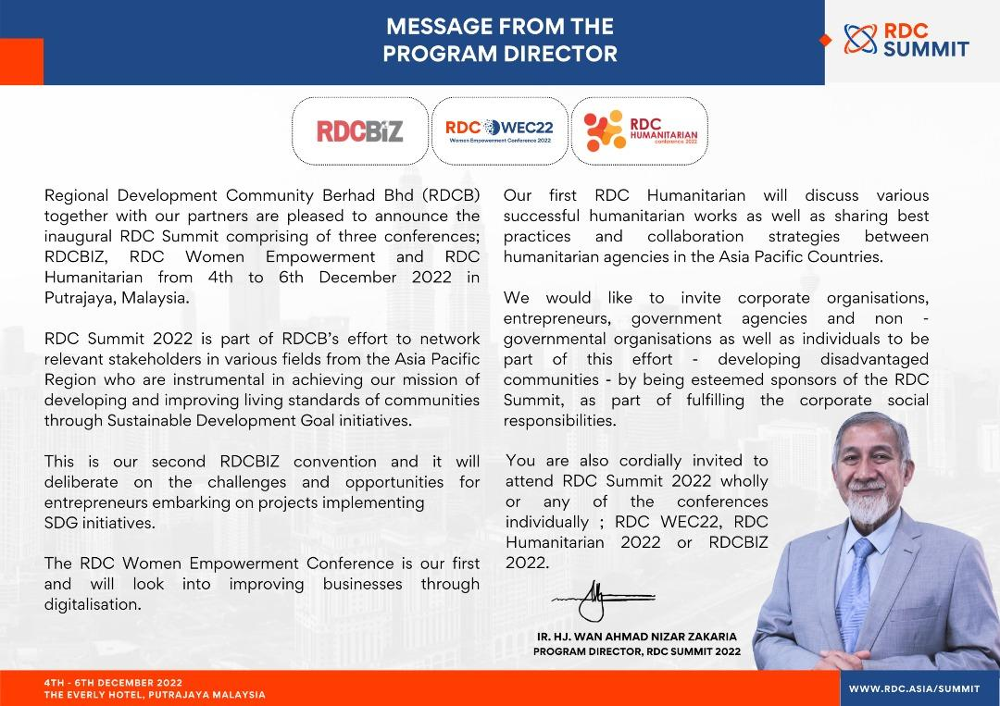 MESSAGE FROM THE
PROGRAM DIRECTOR
RDC
SUMMIT
RDCBIZ
RDC WEC22
Women Empowerment Conference 2022
RDC
HUMANITARIAN
conference 2022
Regional Development Community Berhad Bhd (RDCB)
together with our partners are pleased to announce the
inaugural RDC Summit comprising of three conferences;
RDCBIZ, RDC Women Empowerment and RDC
Humanitarian from 4th to 6th December 2022 in
Putrajaya, Malaysia.
RDC Summit 2022 is part of RDCB's effort to network
relevant stakeholders in various fields from the Asia Pacific
Region who are instrumental in achieving our mission of
developing and improving living standards of communities
through Sustainable Development Goal initiatives.
This is our second RDCBIZ convention and it will
deliberate on the challenges and opportunities for
entrepreneurs embarking on projects implementing
SDG initiatives.
The RDC Women Empowerment Conference is our first
and will look into improving businesses through
digitalisation.
Our first RDC Humanitarian will discuss various
successful humanitarian works as well as sharing best
practices and collaboration strategies between
humanitarian agencies in the Asia Pacific Countries.
We would like to invite corporate organisations,
entrepreneurs, government agencies and non -
governmental organisations as well as individuals to be
part of this effort - developing disadvantaged
communities - by being esteemed sponsors of the RDC
Summit, as part of fulfilling the corporate social
responsibilities.
You are also cordially invited to
attend RDC Summit 2022 wholly
or any of the conferences
individually ; RDC WEC22, RDC
Humanitarian 2022 or RDCBIZ
2022.
IR. HJ. WAN AHMAD NIZAR ZAKARIA
PROGRAM DIRECTOR, RDC SUMMIT 2022
4TH - 6TH DECEMBER 2022
THE EVERLY HOTEL, PUTRAJAYA MALAYSIA
WWW.RDC.ASIA/SUMMIT